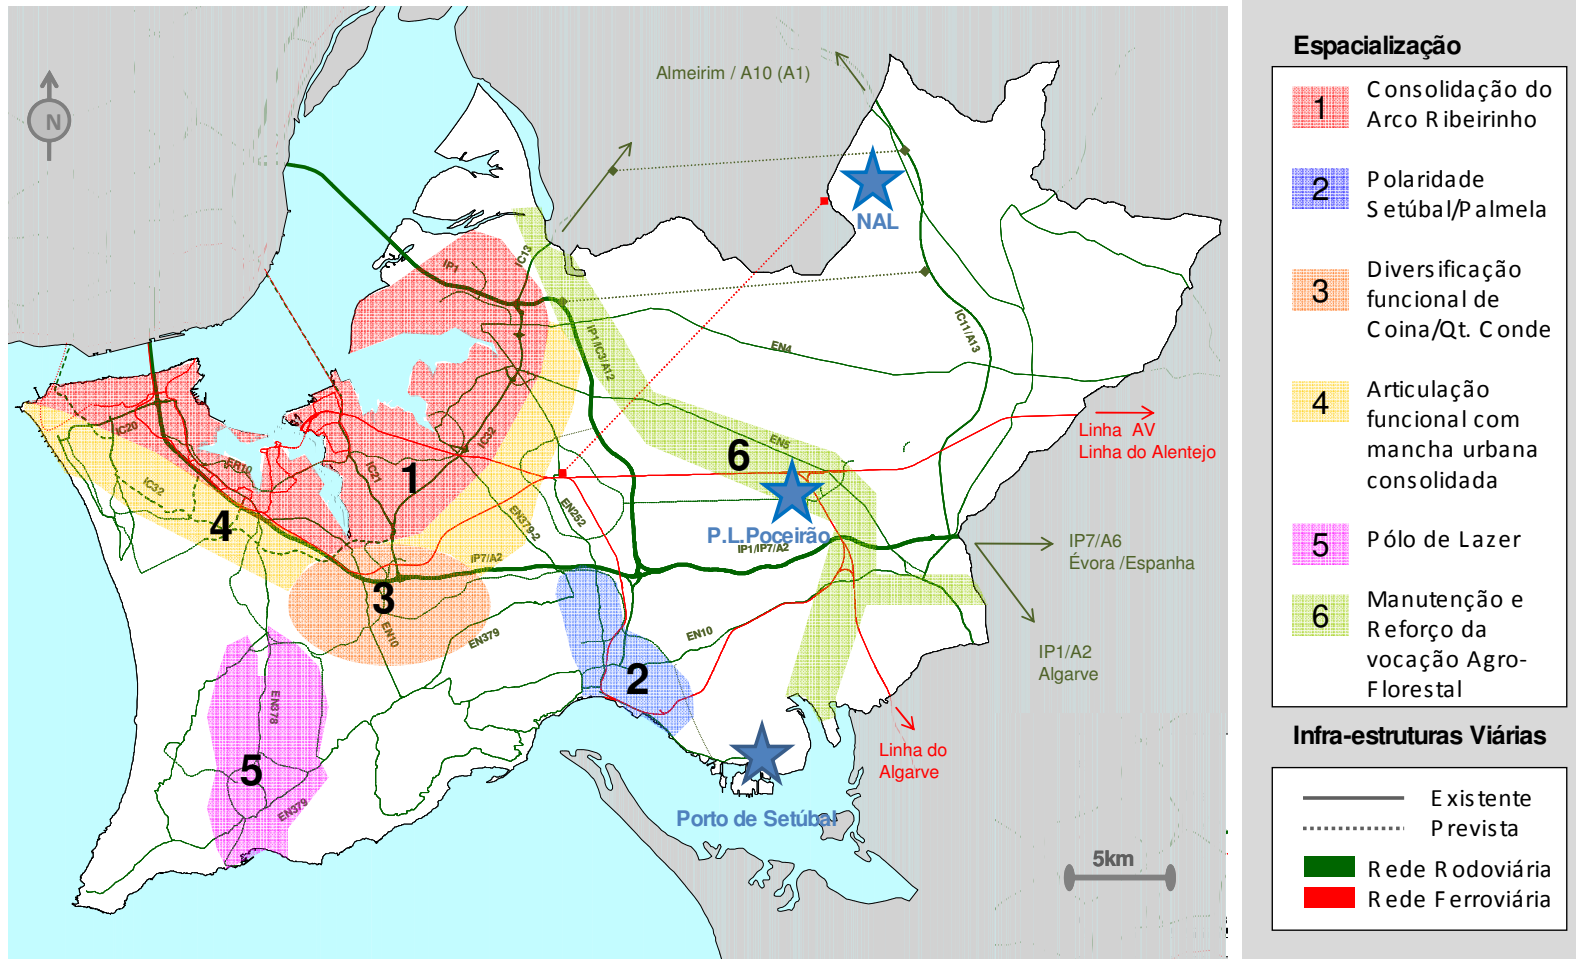 Almeirim / A10 (A1)
N
NAL
IC13
IP1
IP1/IC3/A12
IC11/A13
EN4
Linha AV
Linha do Alentejo
IC20
ER10
IC32
IC21
IC32
1
EN5
6
4
EN379-2
EN252
P.L.Poceirão
IP1/IP7/A2
IP7/A2
IP7/A6
Évora /Espanha
3
EN10
EN379
EN10
2
IP1/A2
Algarve
EN378
5
EN379
Linha do
Algarve
Porto de Setúbal
5km
Espacialização
1
Consolidação do
Arco Ribeirinho
2
Polaridade
Setúbal/Palmela
3
Diversificação
funcional de
Coina/Qt. Conde
4
Articulação
funcional com
mancha urbana
consolidada
5
Pólo de Lazer
6
Manutenção e
Reforço da
vocação Agro-
Florestal
Infra-estruturas Viárias
Existente
Prevista
Rede Rodoviária
Rede Ferroviária